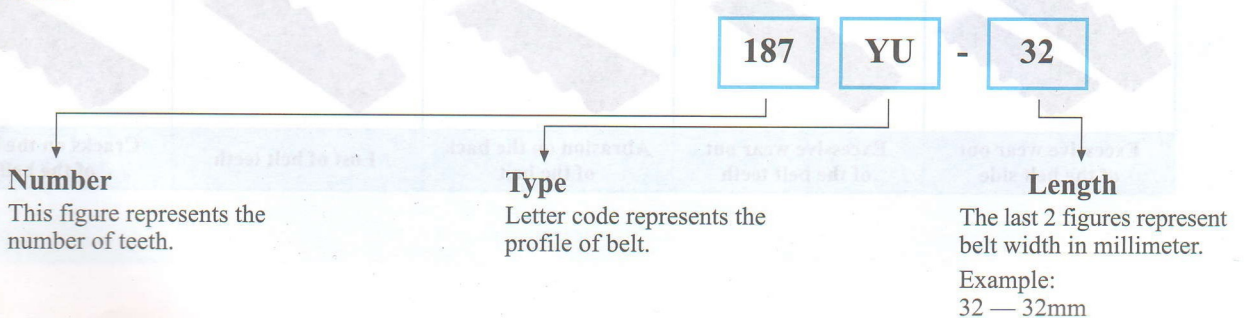 187 YU - 32
Number
This figure represents the
number of teeth.
Type
Letter code represents the
profile of belt.
Length
The last 2 figures represent
belt width in millimeter.
Example:
32 — 32mm